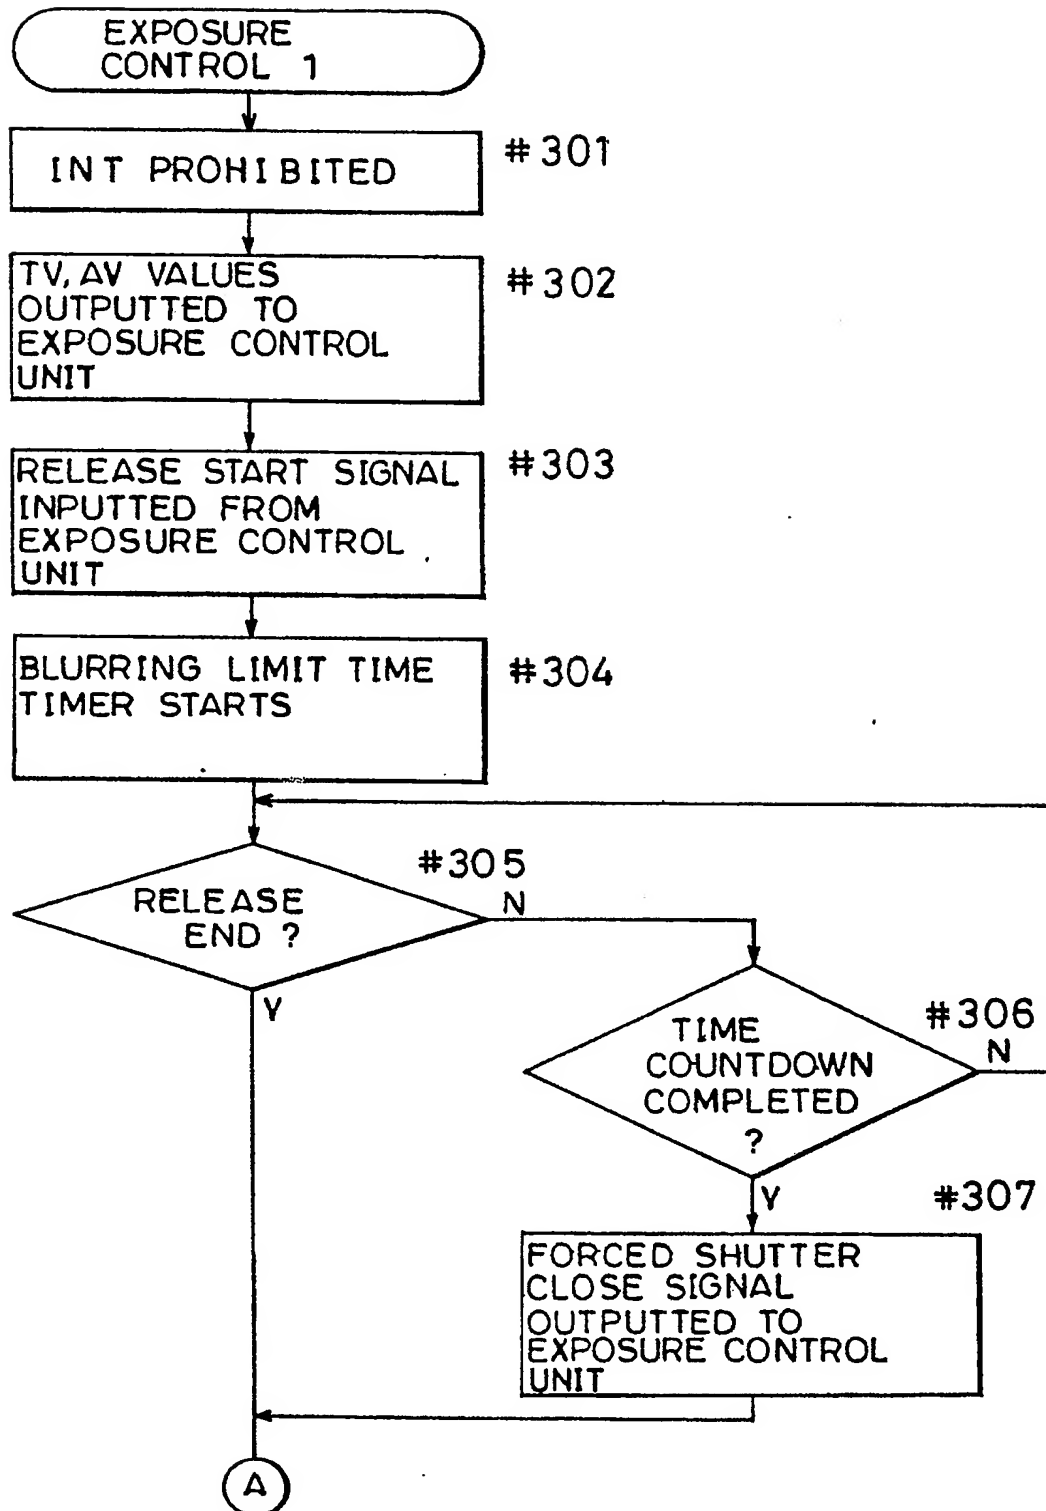 EXPOSURE
CONTROL 1
INT PROHIBITED
#301
TV, AV VALUES
OUTPUTTED TO
EXPOSURE CONTROL
UNIT
#302
RELEASE START SIGNAL
INPUTTED FROM
EXPOSURE CONTROL
UNIT
#303
BLURRING LIMIT TIME
TIMER STARTS
#304
RELEASE
END ?
#305
N
Y
TIME
COUNTDOWN
COMPLETED
?
#306
N
Y
#307
FORCED SHUTTER
CLOSE SIGNAL
OUTPUTTED TO
EXPOSURE CONTROL
UNIT
A